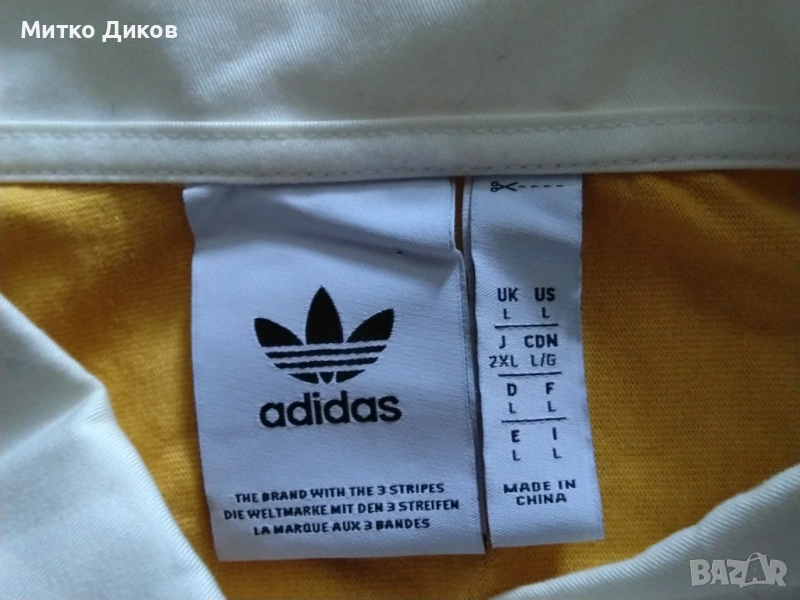 Митко Диков
adidas
THE BRAND WITH THE 3 STRIPES
DIE WELTMARKE MIT DEN 3 STREIFEN
LA MARQUE AUX 3 BANDES
UK US
L L
J CDN
2XL L/G
D F
L L
E I
L L
MADE IN
CHINA
BAZAR